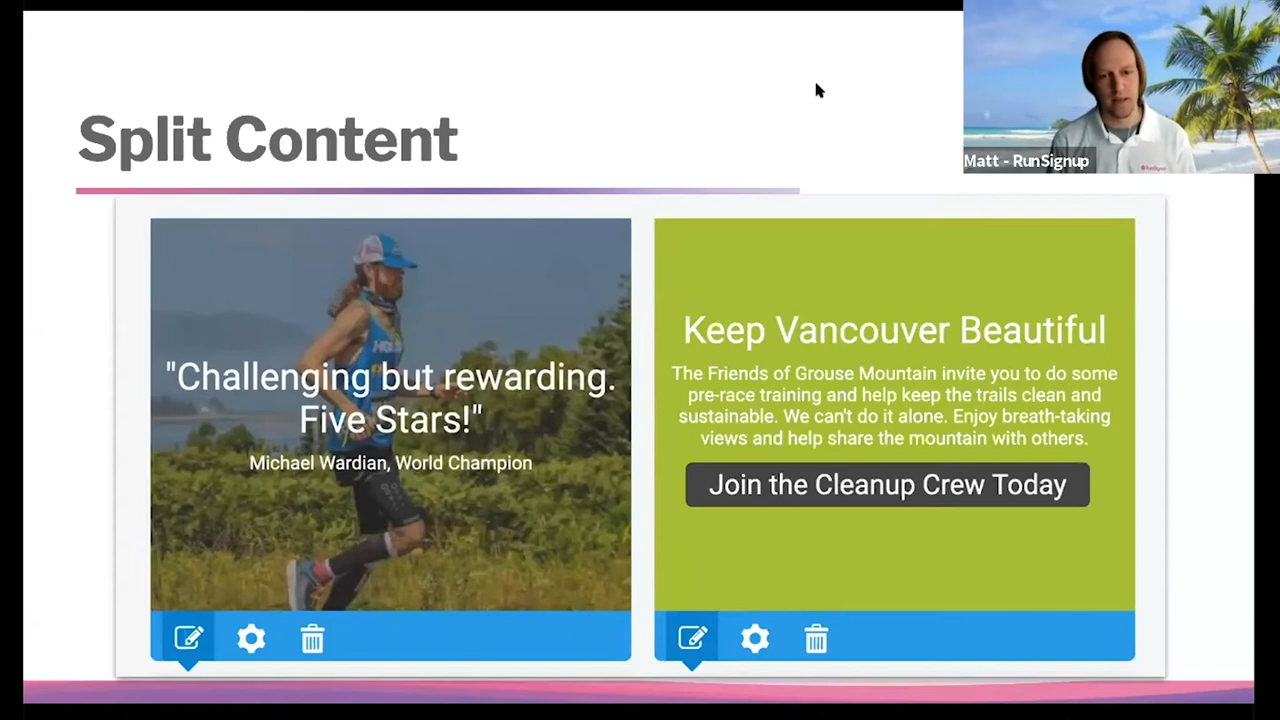 Split Content
Matt - RunSignup
"Challenging but rewarding.
Five Stars!"
Michael Wardian, World Champion
Keep Vancouver Beautiful
The Friends of Grouse Mountain invite you to do some
pre-race training and help keep the trails clean and
sustainable. We can't do it alone. Enjoy breath-taking
views and help share the mountain with others.
Join the Cleanup Crew Today